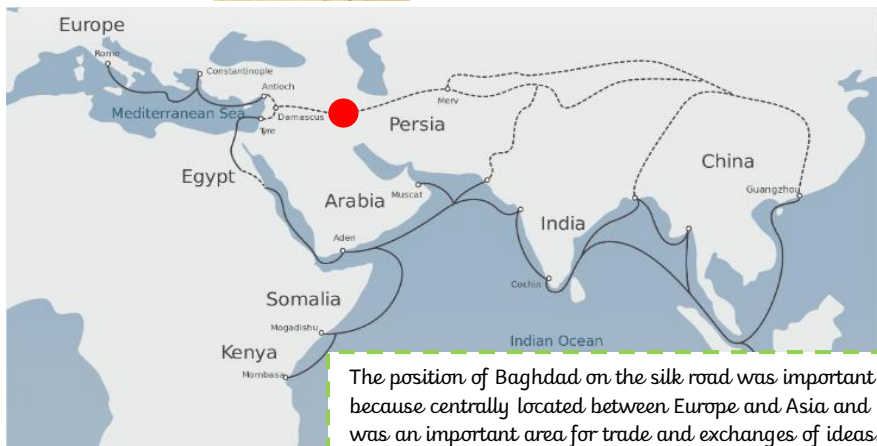 Europe
Rome
Constantinople
Antioch
Merv
Mediterranean Sea
Damascus
Tyre
Persia
China
Egypt
Guangzhou
Arabia
Muscat
India
Aden
Cochin
Somalia
Mogadishu
Indian Ocean
Kenya
Mombasa
The position of Baghdad on the silk road was important
because centrally located between Europe and Asia and
was an important area for trade and exchanges of ideas